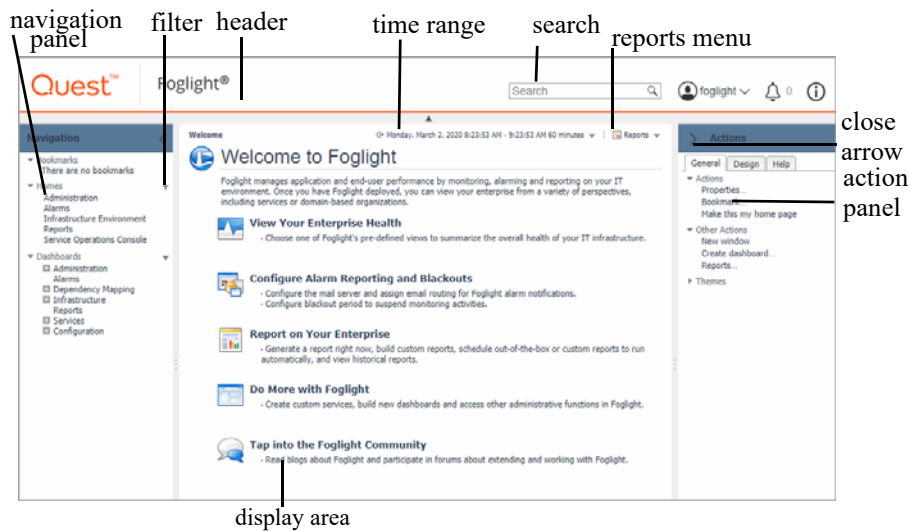 navigation panel
filter
header
time range
search
reports menu
Quest™
Foglight®
Search
foglight
0
Navigation
Bookmarks
There are no bookmarks
Homes
Administration
Alarms
Infrastructure Environment
Reports
Service Operations Console
Dashboards
Administration
Alarms
Dependency Mapping
Infrastructure
Reports
Services
Configuration
Welcome
Monday, March 2, 2020 8:23:53 AM - 9:23:53 AM 60 minutes
Reports
Welcome to Foglight
Foglight manages application and end-user performance by monitoring, alarming and reporting on your IT
environment. Once you have Foglight deployed, you can view your enterprise from a variety of perspectives,
including services or domain-based organizations.
View Your Enterprise Health
- Choose one of Foglight's pre-defined views to summarize the overall health of your IT infrastructure.
Configure Alarm Reporting and Blackouts
- Configure the mail server and assign email routing for Foglight alarm notifications.
- Configure blackout period to suspend monitoring activities.
Report on Your Enterprise
- Generate a report right now, build custom reports, schedule out-of-the-box or custom reports to run
automatically, and view historical reports.
Do More with Foglight
- Create custom services, build new dashboards and access other administrative functions in Foglight.
Tap into the Foglight Community
- Read blogs about Foglight and participate in forums about extending and working with Foglight.
Actions
General Design Help
Actions
Properties...
Bookmark...
Make this my home page
Other Actions
New window
Create dashboard...
Reports...
Themes
close
arrow
action
panel
display area